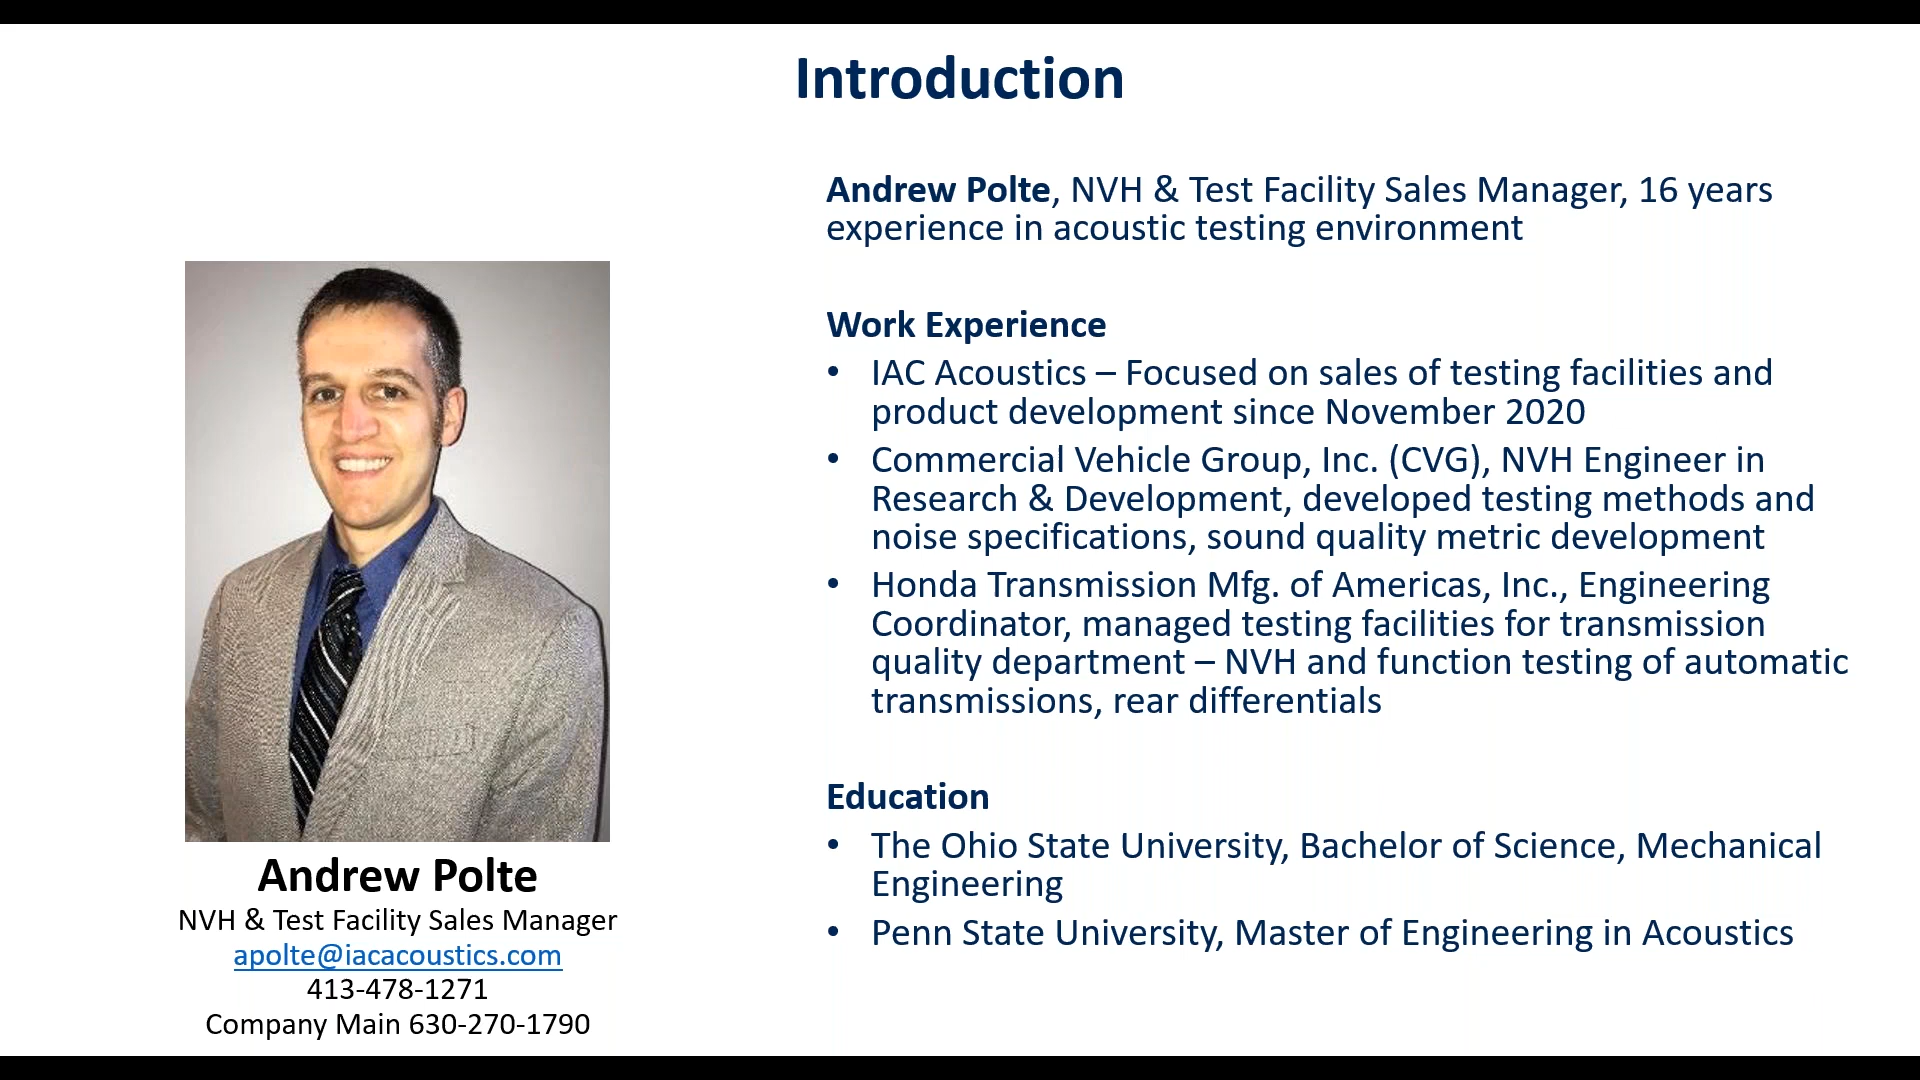 Introduction
Andrew Polte, NVH & Test Facility Sales Manager, 16 years
experience in acoustic testing environment
Work Experience
• IAC Acoustics – Focused on sales of testing facilities and
product development since November 2020
• Commercial Vehicle Group, Inc. (CVG), NVH Engineer in
Research & Development, developed testing methods and
noise specifications, sound quality metric development
• Honda Transmission Mfg. of Americas, Inc., Engineering
Coordinator, managed testing facilities for transmission
quality department – NVH and function testing of automatic
transmissions, rear differentials
Education
• The Ohio State University, Bachelor of Science, Mechanical
Engineering
• Penn State University, Master of Engineering in Acoustics
Andrew Polte
NVH & Test Facility Sales Manager
apolte@iacacoustics.com
413-478-1271
Company Main 630-270-1790